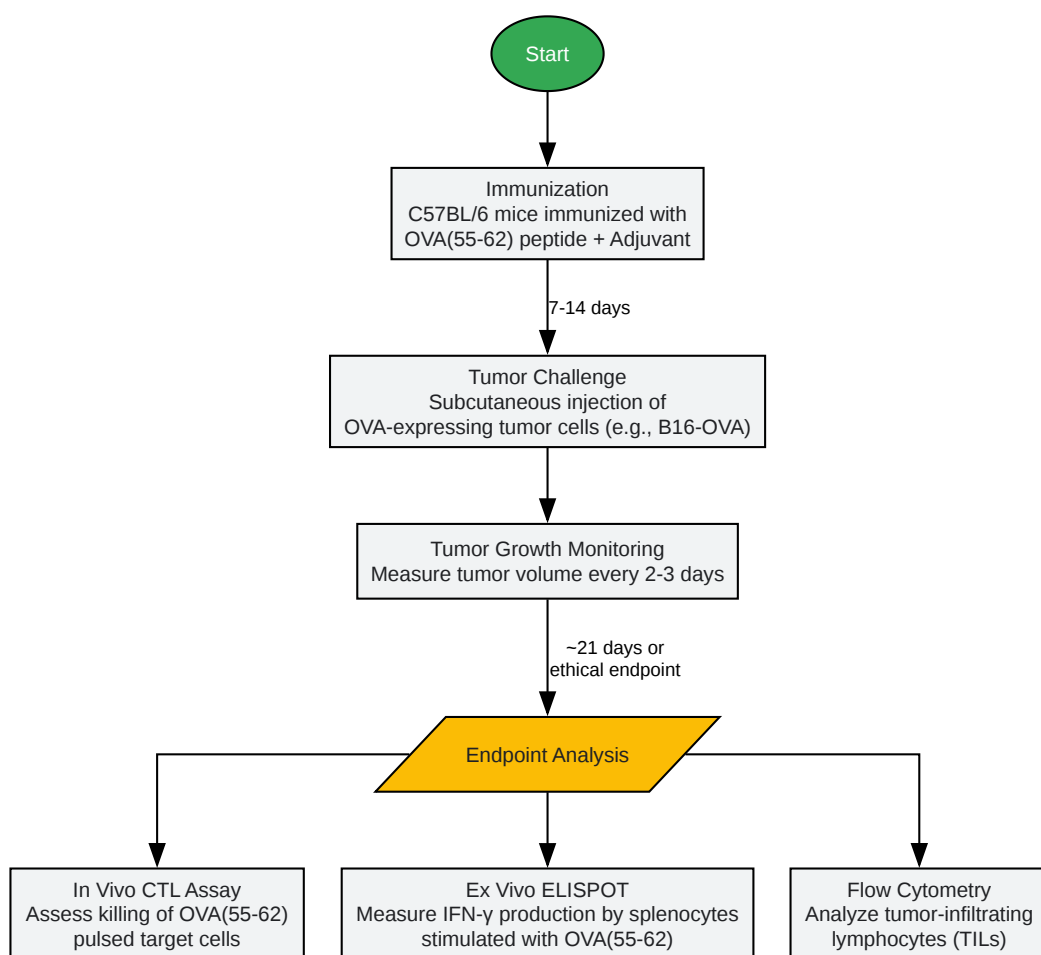 Start
Immunization
C57BL/6 mice immunized with
OVA(55-62) peptide + Adjuvant
7-14 days
Tumor Challenge
Subcutaneous injection of
OVA-expressing tumor cells (e.g., B16-OVA)
Tumor Growth Monitoring
Measure tumor volume every 2-3 days
~21 days or
ethical endpoint
Endpoint Analysis
In Vivo CTL Assay
Assess killing of OVA(55-62)
pulsed target cells
Ex Vivo ELISPOT
Measure IFN-γ production by splenocytes
stimulated with OVA(55-62)
Flow Cytometry
Analyze tumor-infiltrating
lymphocytes (TILs)